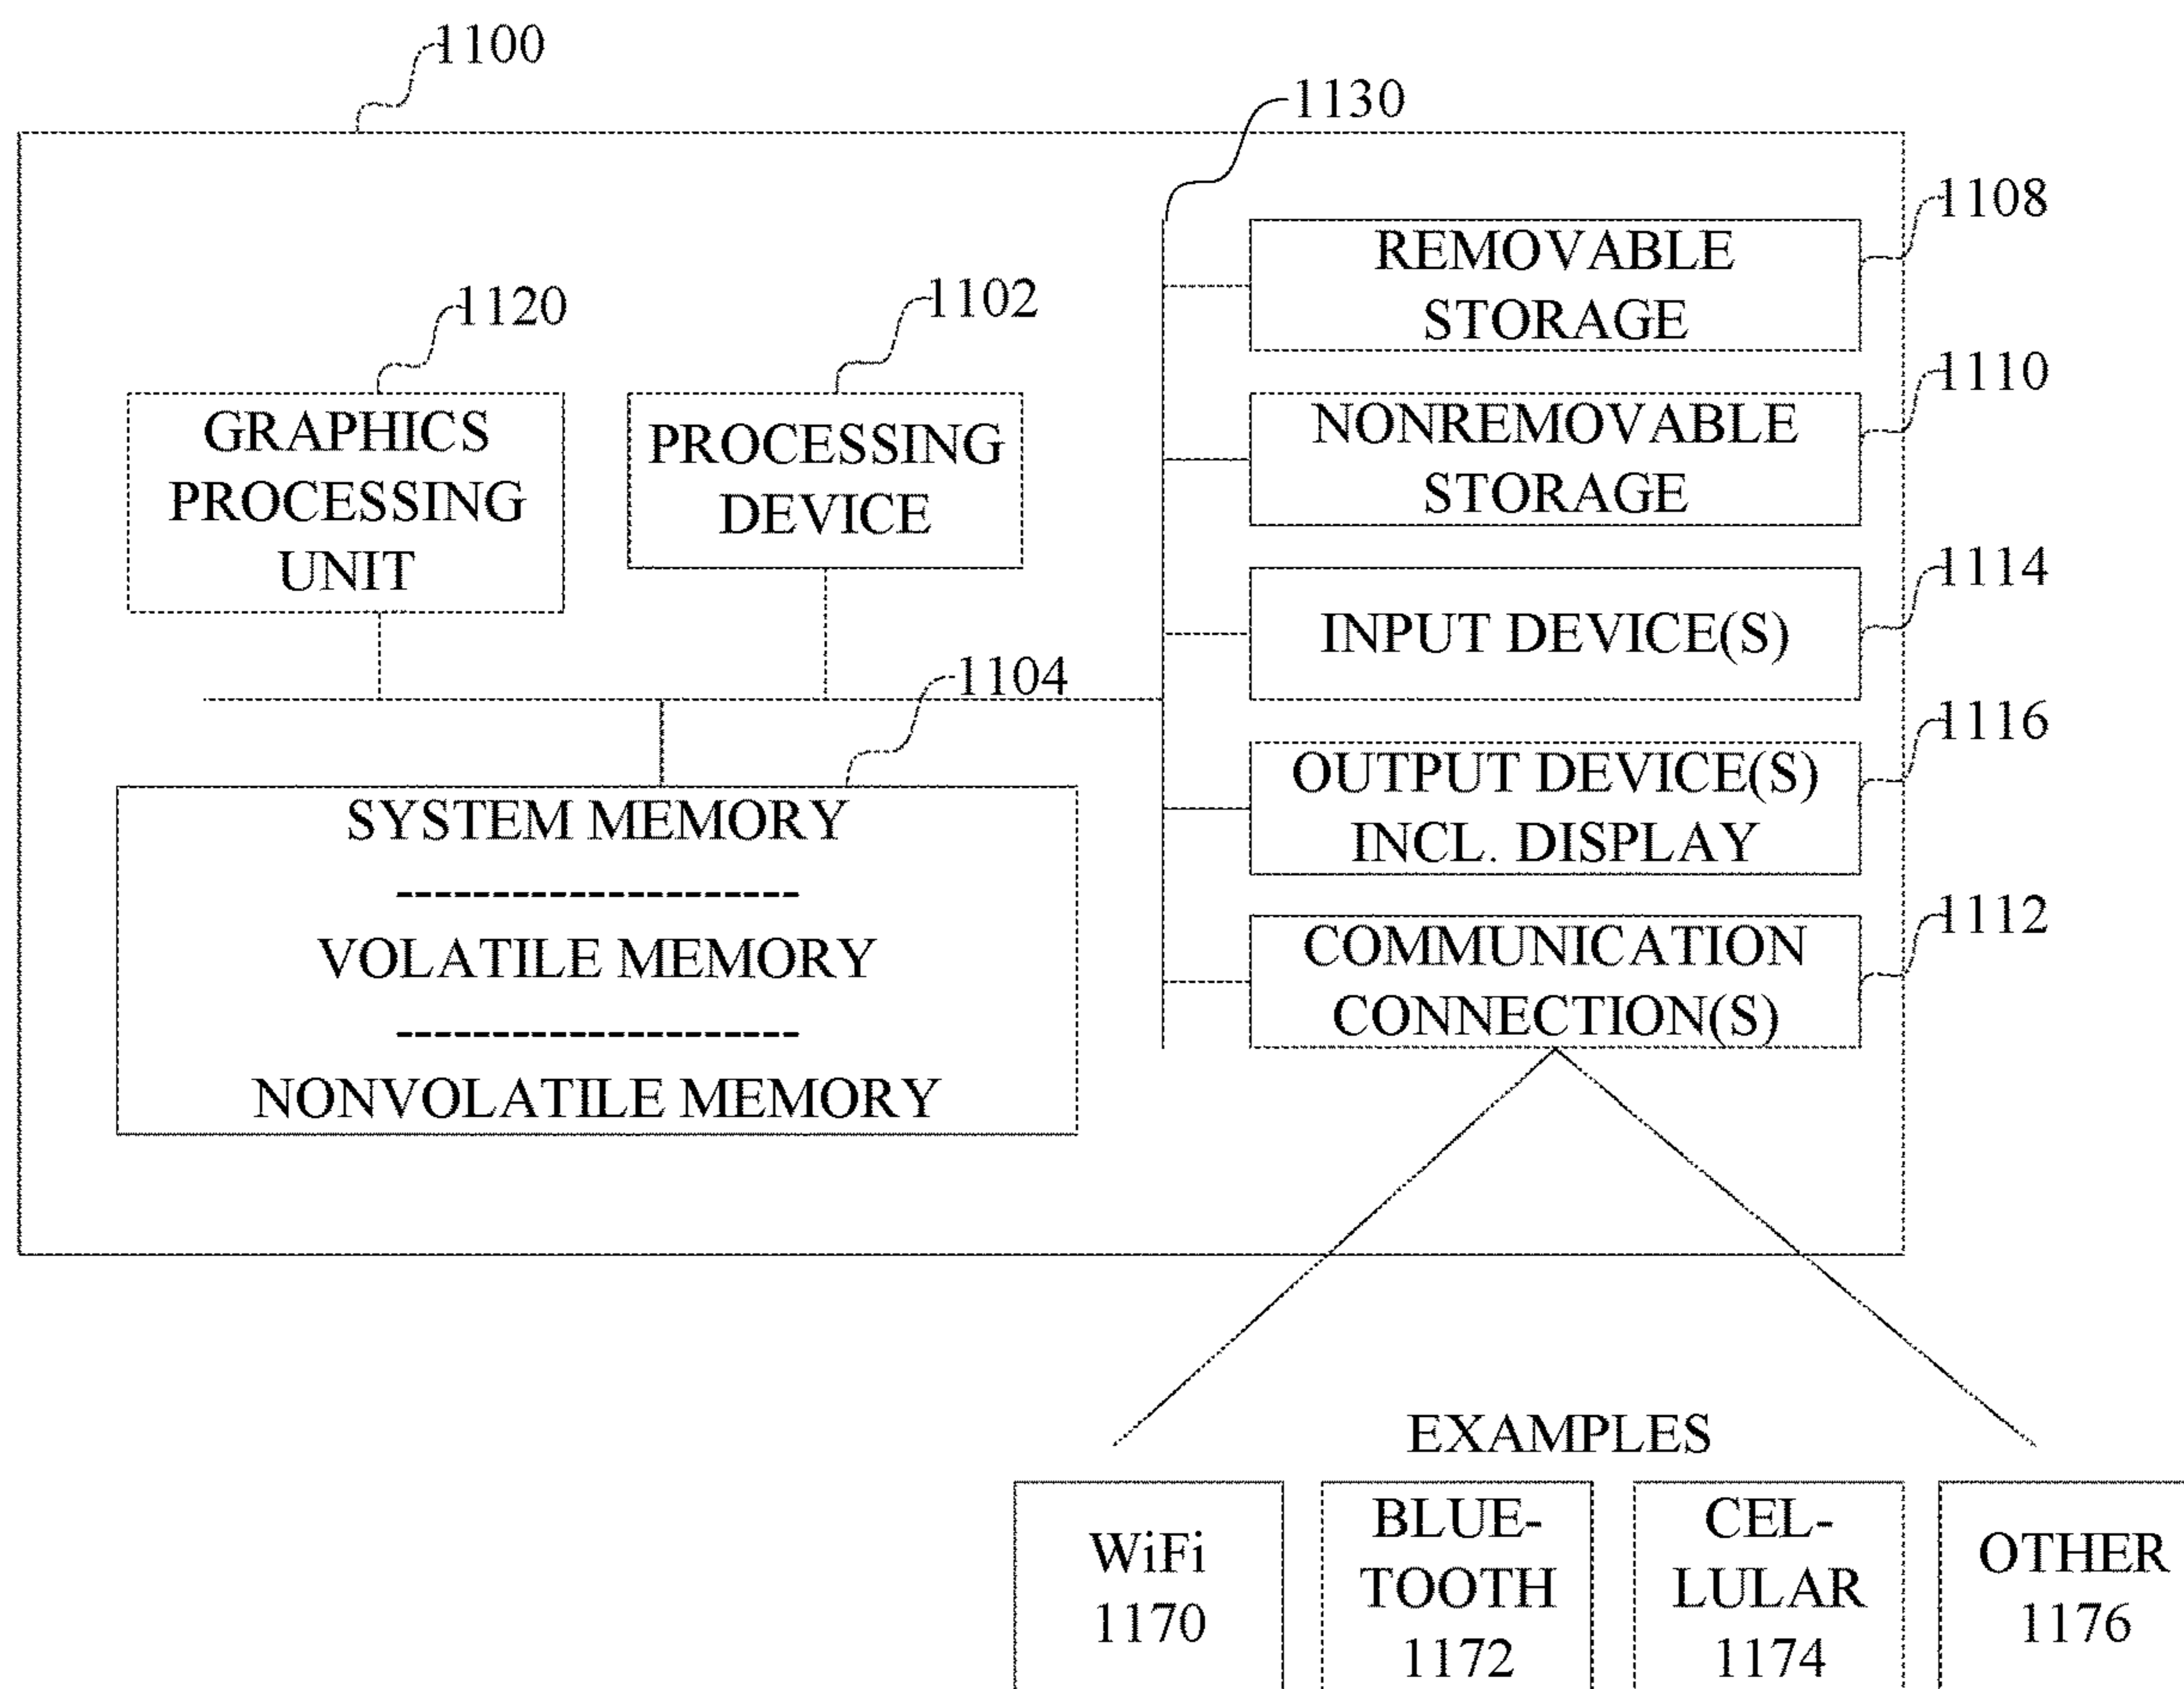 1100
1130
1108
REMOVABLE
STORAGE
1120
1102
1110
GRAPHICS
PROCESSING
UNIT
PROCESSING
DEVICE
NONREMOVABLE
STORAGE
1114
INPUT DEVICE(S)
1104
1116
SYSTEM MEMORY
--------------------
VOLATILE MEMORY
--------------------
NONVOLATILE MEMORY
OUTPUT DEVICE(S)
INCL. DISPLAY
1112
COMMUNICATION
CONNECTION(S)
EXAMPLES
WiFi
1170
BLUE-
TOOTH
1172
CEL-
LULAR
1174
OTHER
1176